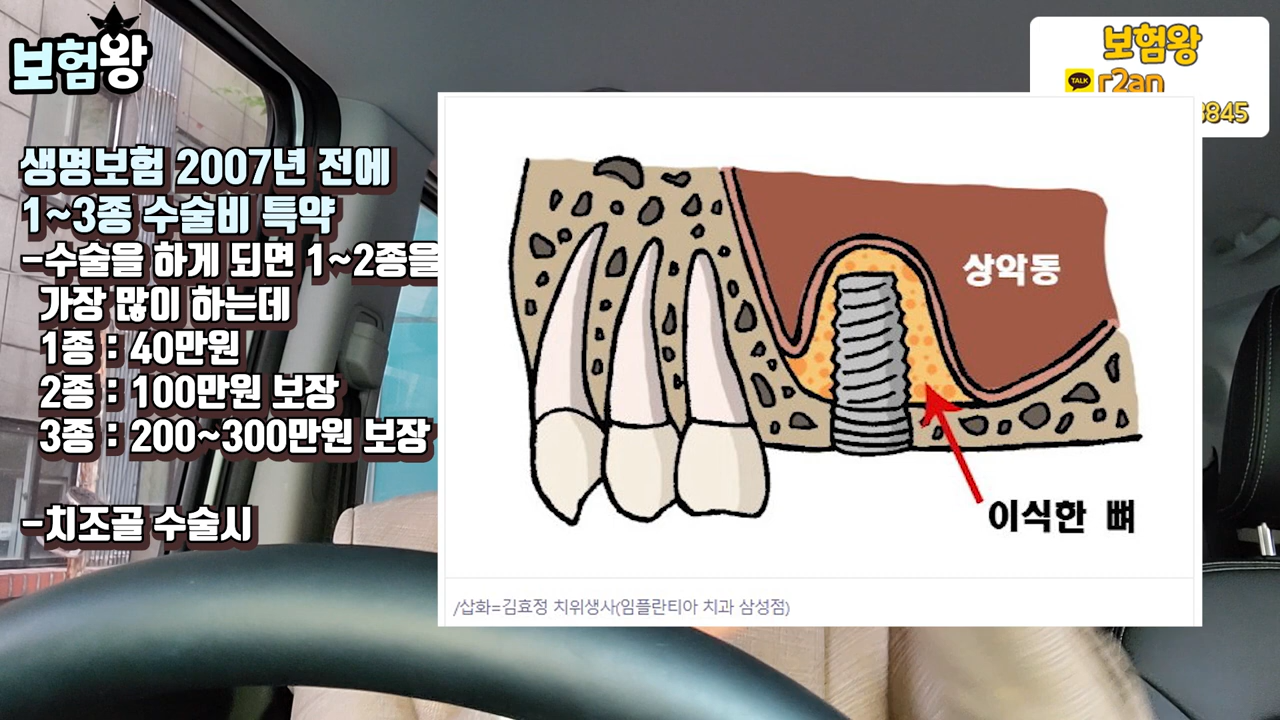 보험왕
생명보험 2007년 전에
1~3종 수술비 특약
-수술을 하게 되면 1~2종을
가장 많이 하는데
1종 : 40만원
2종 : 100만원 보장
3종 : 200~300만원 보장
-치조골 수술시
보험왕
TALK r2an
8845
상악동
이식한 뼈
/삽화=김효정 치위생사(임플란티아 치과 삼성점)